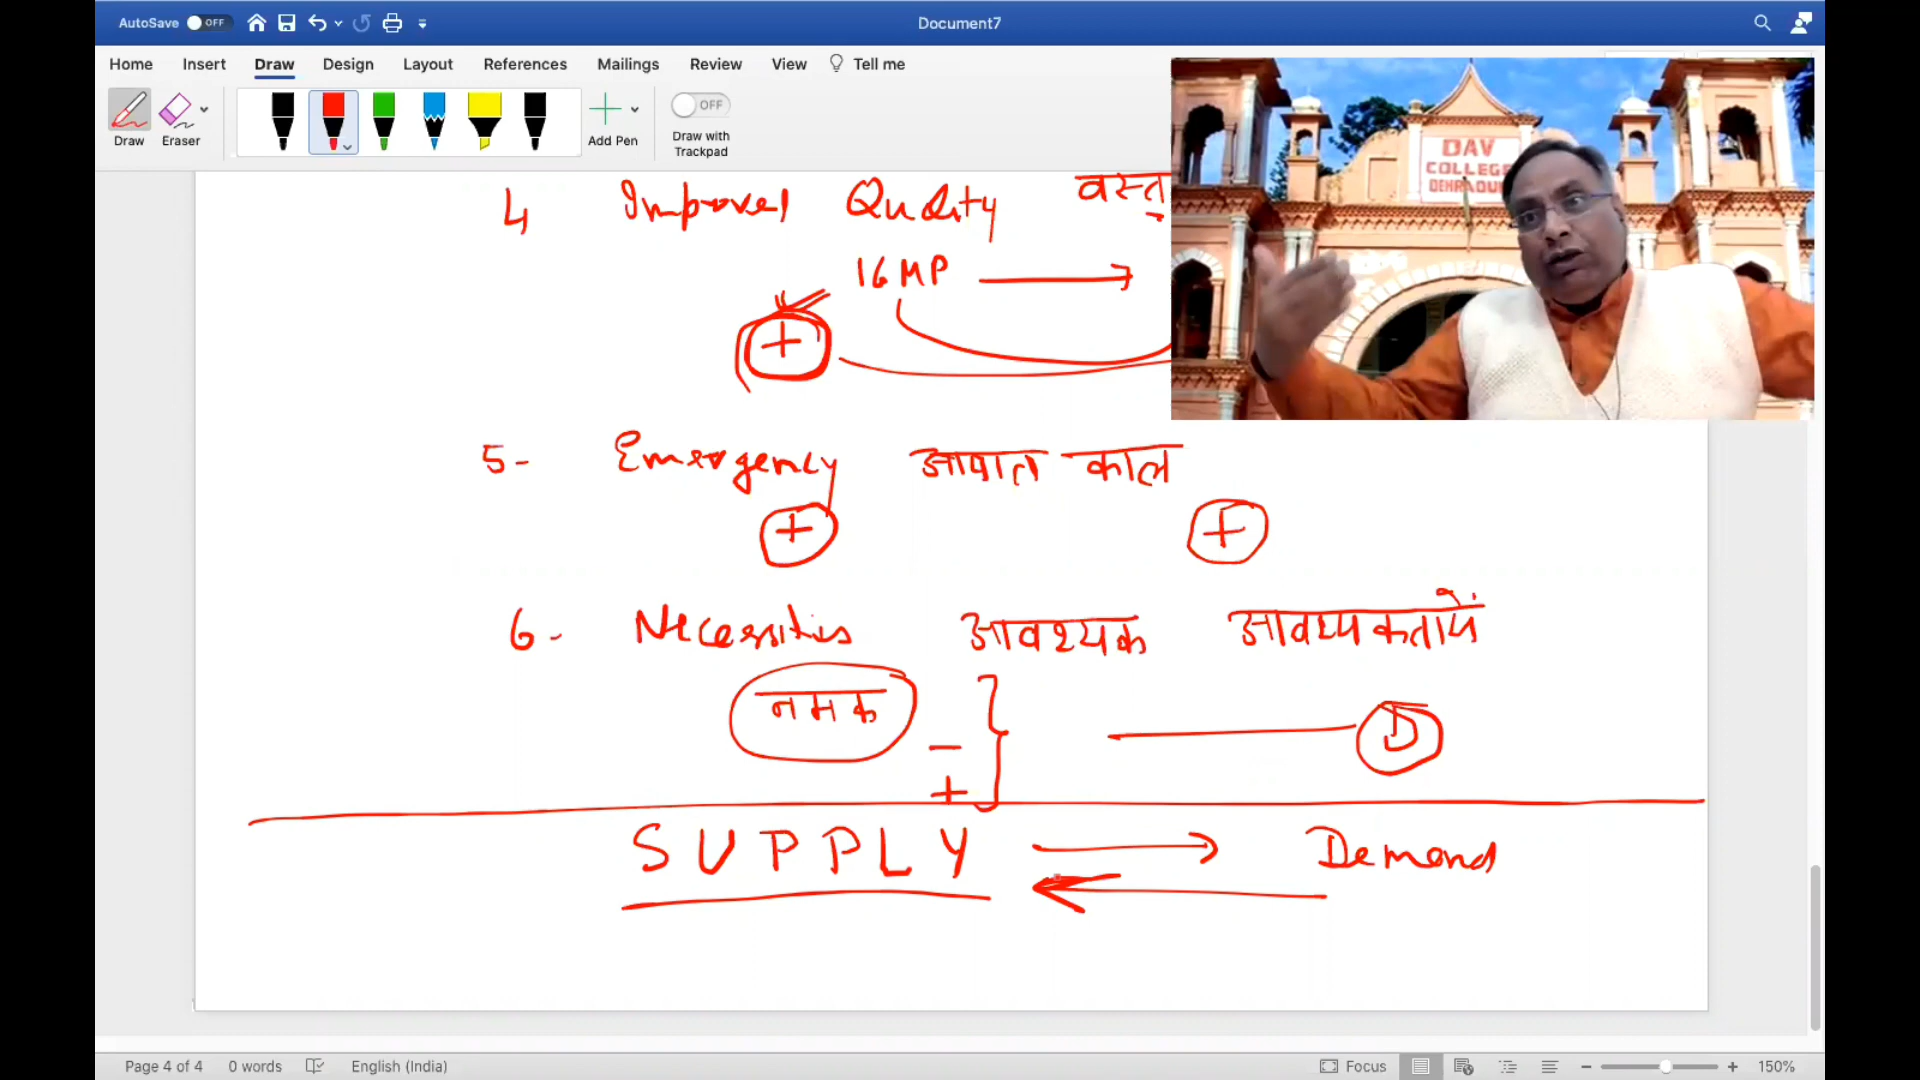 AutoSave OFF Document7
Home Insert Draw Design Layout References Mailings Review View Tell me
Draw Eraser Add Pen OFF Draw with Trackpad
DAV
COLLEGE
DEHRADUN
4 Improved Quality
16 MP
+
5- Emergency आपात काल
+ +
6- Necessities आवश्यक आवश्यकतायें
नमक
- D
+
SUPPLY Demand
Page 4 of 4 0 words English (India) Focus 150%